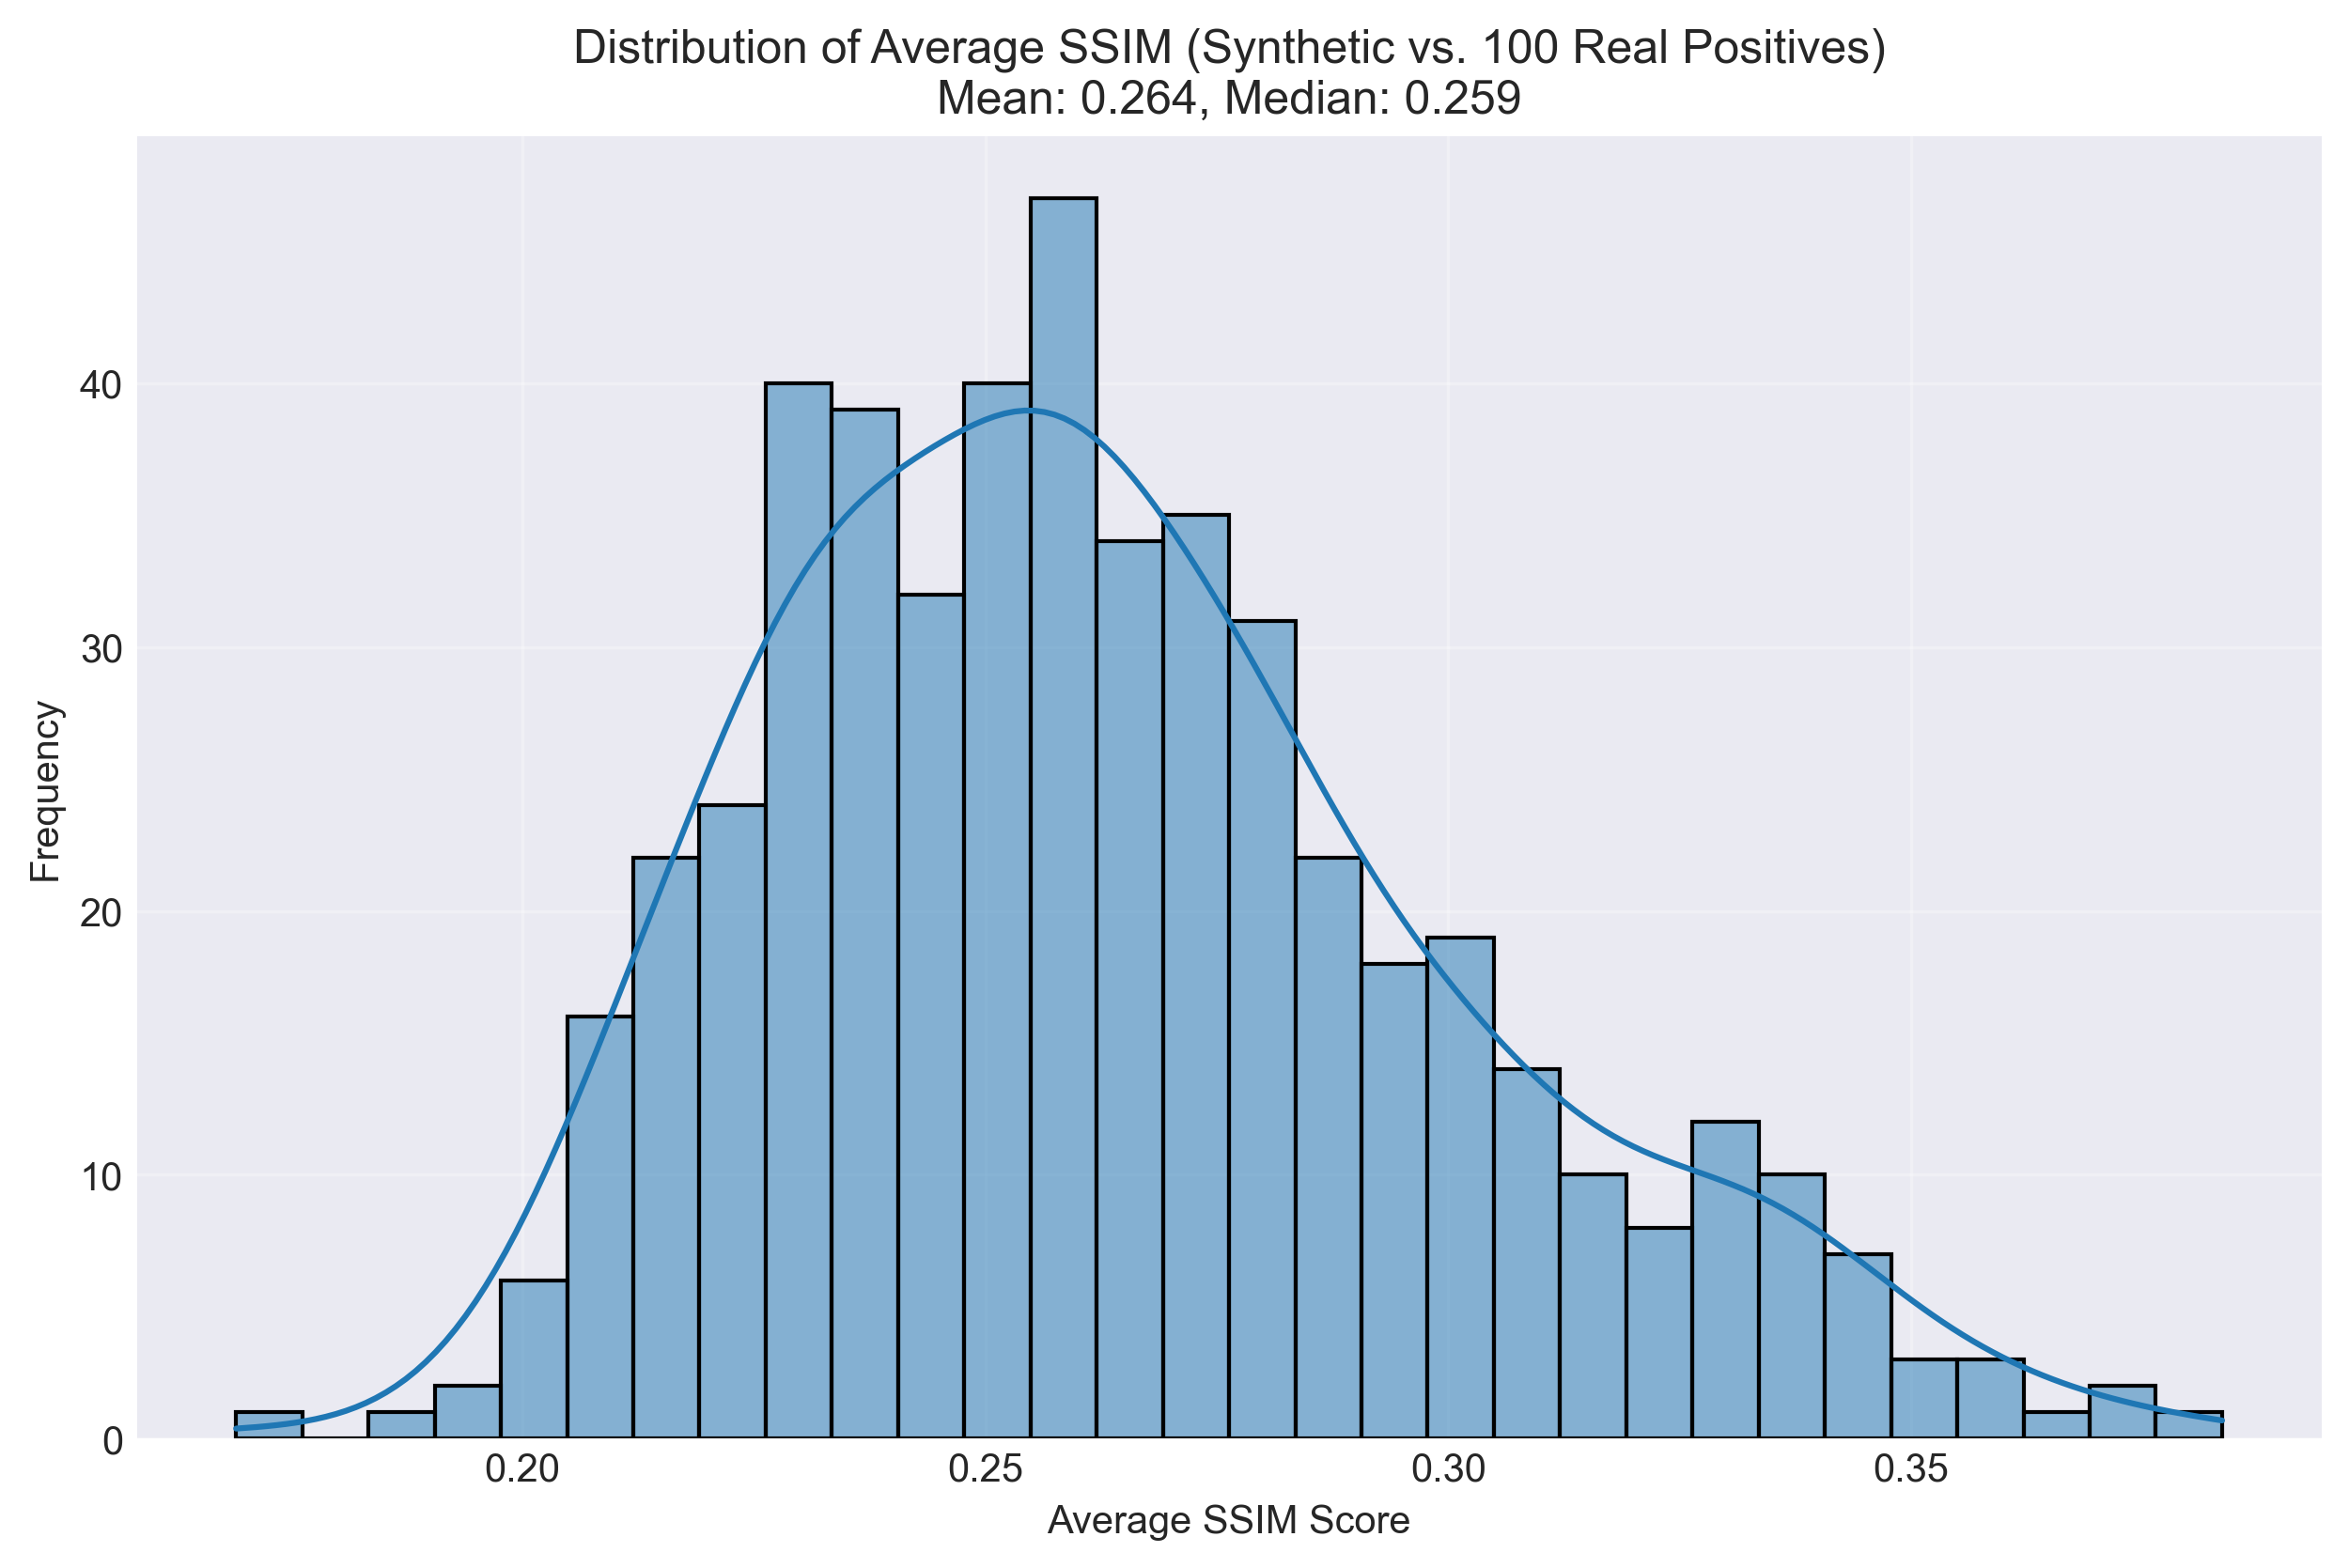 Distribution of Average SSIM (Synthetic vs. 100 Real Positives)
Mean: 0.264, Median: 0.259
Frequency
40
30
20
10
0
0.20 0.25 0.30 0.35
Average SSIM Score